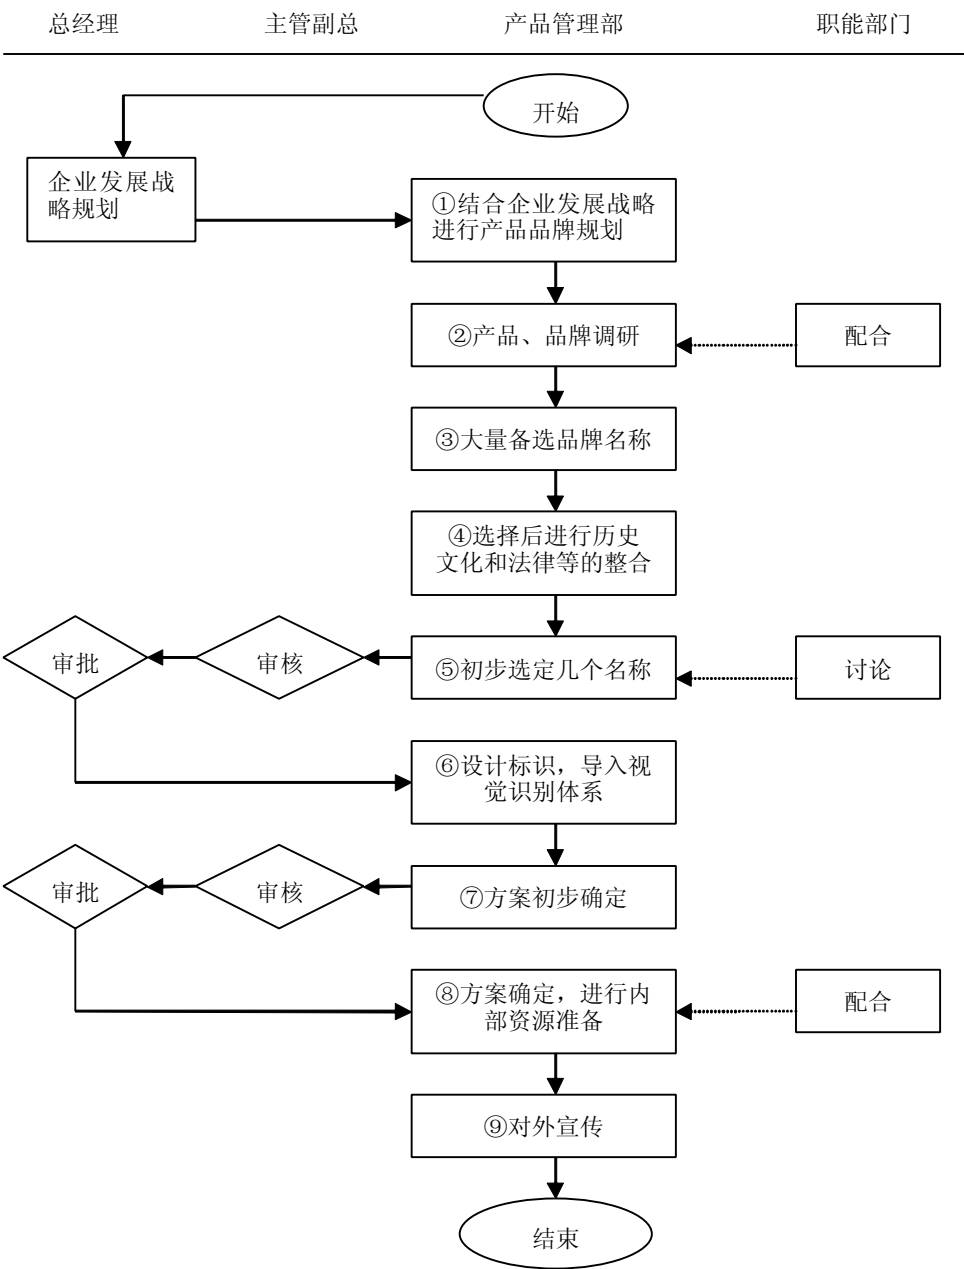 总经理
主管副总
产品管理部
职能部门
开始
企业发展战
略规划
①结合企业发展战略
进行产品品牌规划
②产品、品牌调研
配合
③大量备选品牌名称
④选择后进行历史
文化和法律等的整合
审批
审核
⑤初步选定几个名称
讨论
⑥设计标识，导入视
觉识别体系
审批
审核
⑦方案初步确定
⑧方案确定，进行内
部资源准备
配合
⑨对外宣传
结束